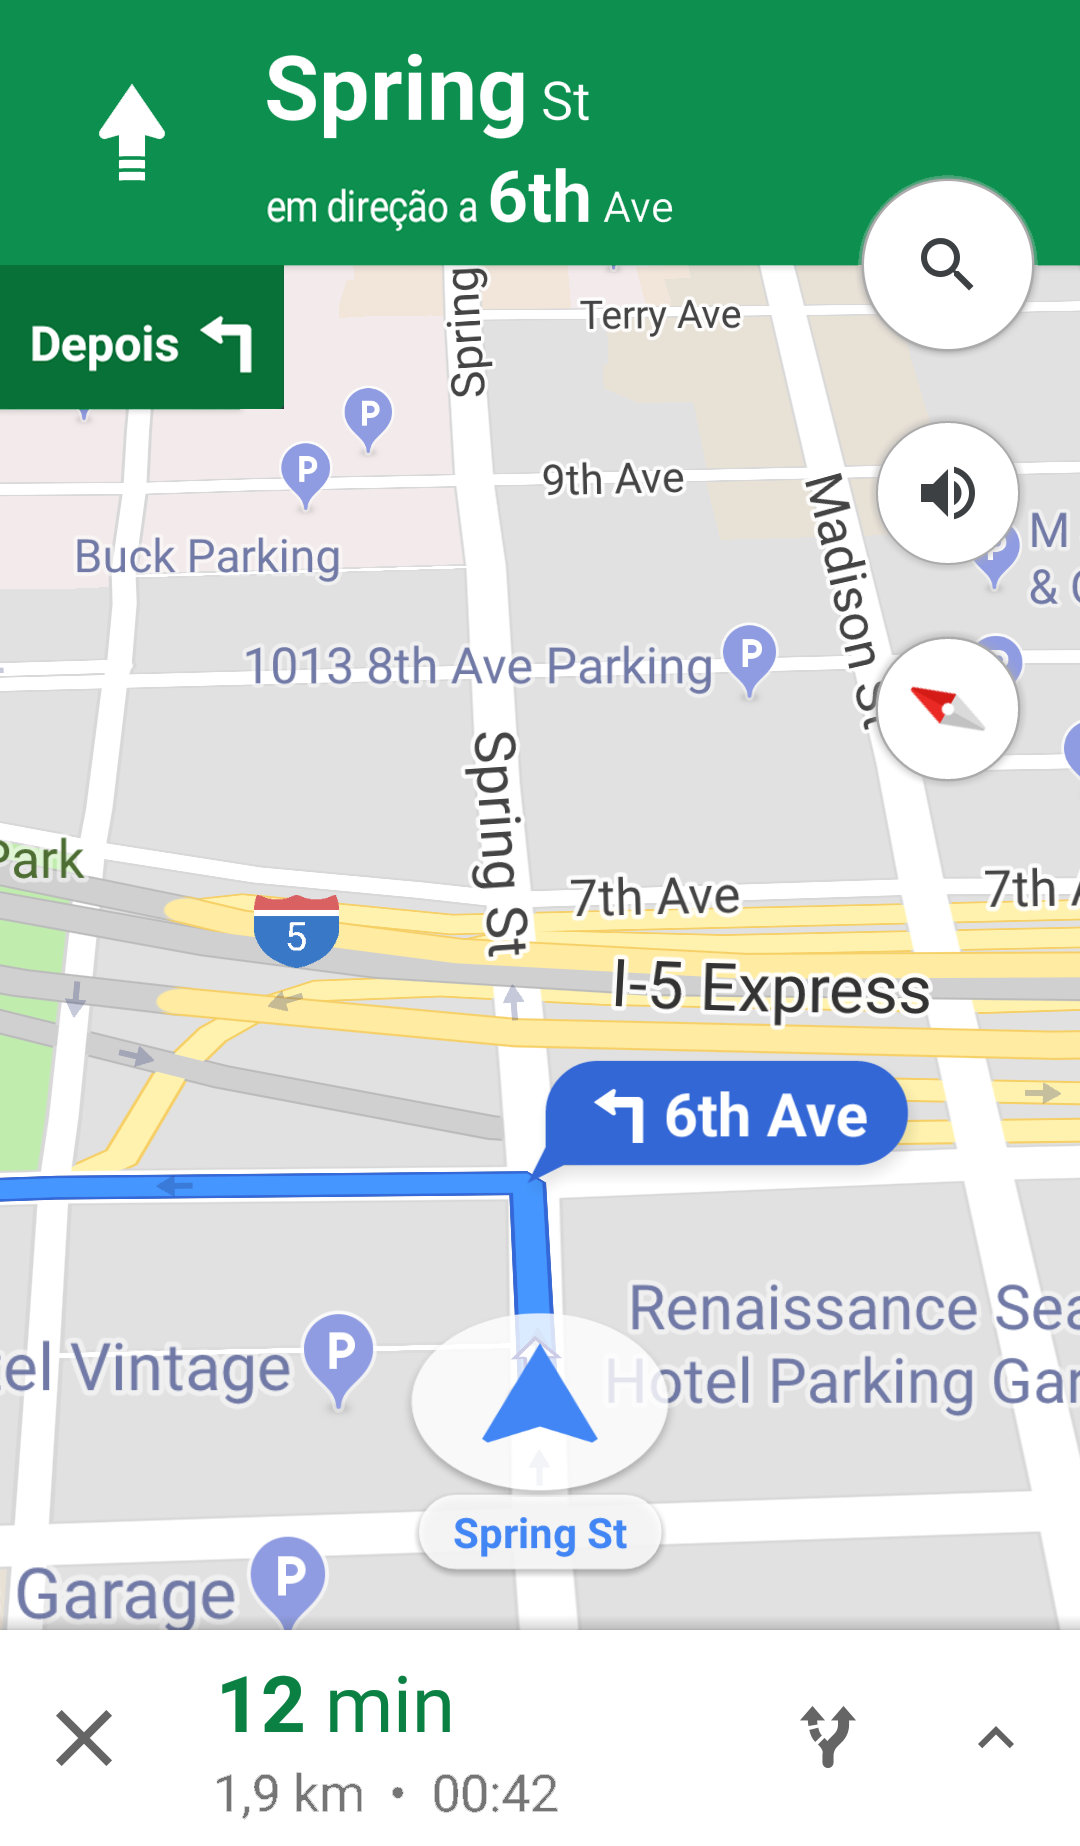 Spring St
em direção a 6th Ave
Depois
Spring
Terry Ave
P
P
9th Ave
Madison St
P
M
&
Buck Parking
1013 8th Ave Parking
P
Spring St
Park
7th Ave
7th A
5
I-5 Express
6th Ave
Renaissance Sea
Hotel Parking Gar
el Vintage
P
Spring St
Garage
P
12 min
1,9 km • 00:42